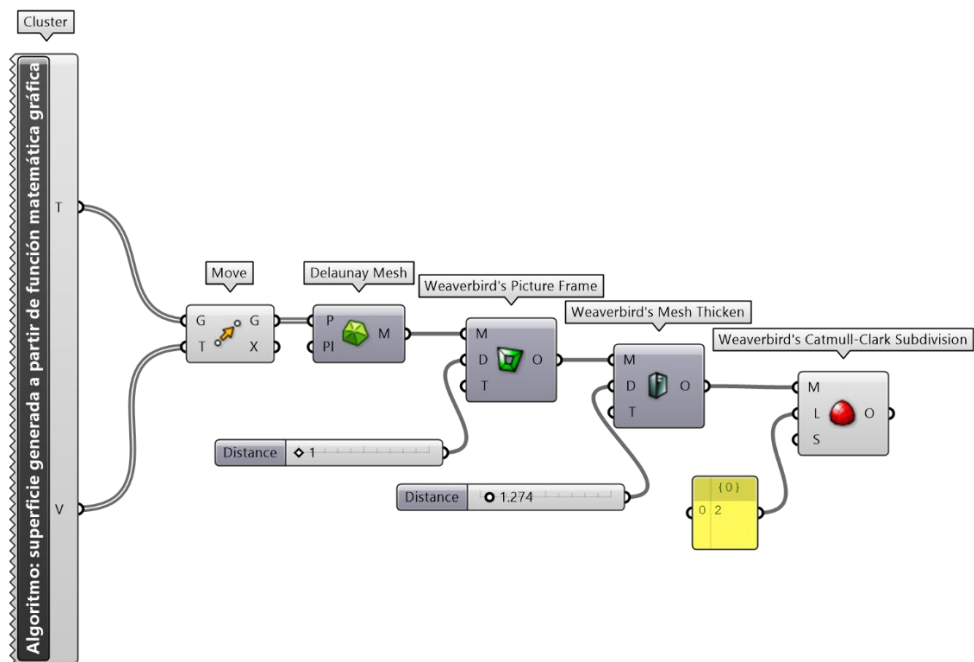 Cluster
Algoritmo: superficie generada a partir de función matemática gráfica
T
V
Move
G G
T X
Delaunay Mesh
P M
Pl
Weaverbird's Picture Frame
M
D O
T
Weaverbird's Mesh Thicken
M
D O
T
Weaverbird's Catmull-Clark Subdivision
M
L O
S
Distance 1
Distance 1.274
{0}
0 2